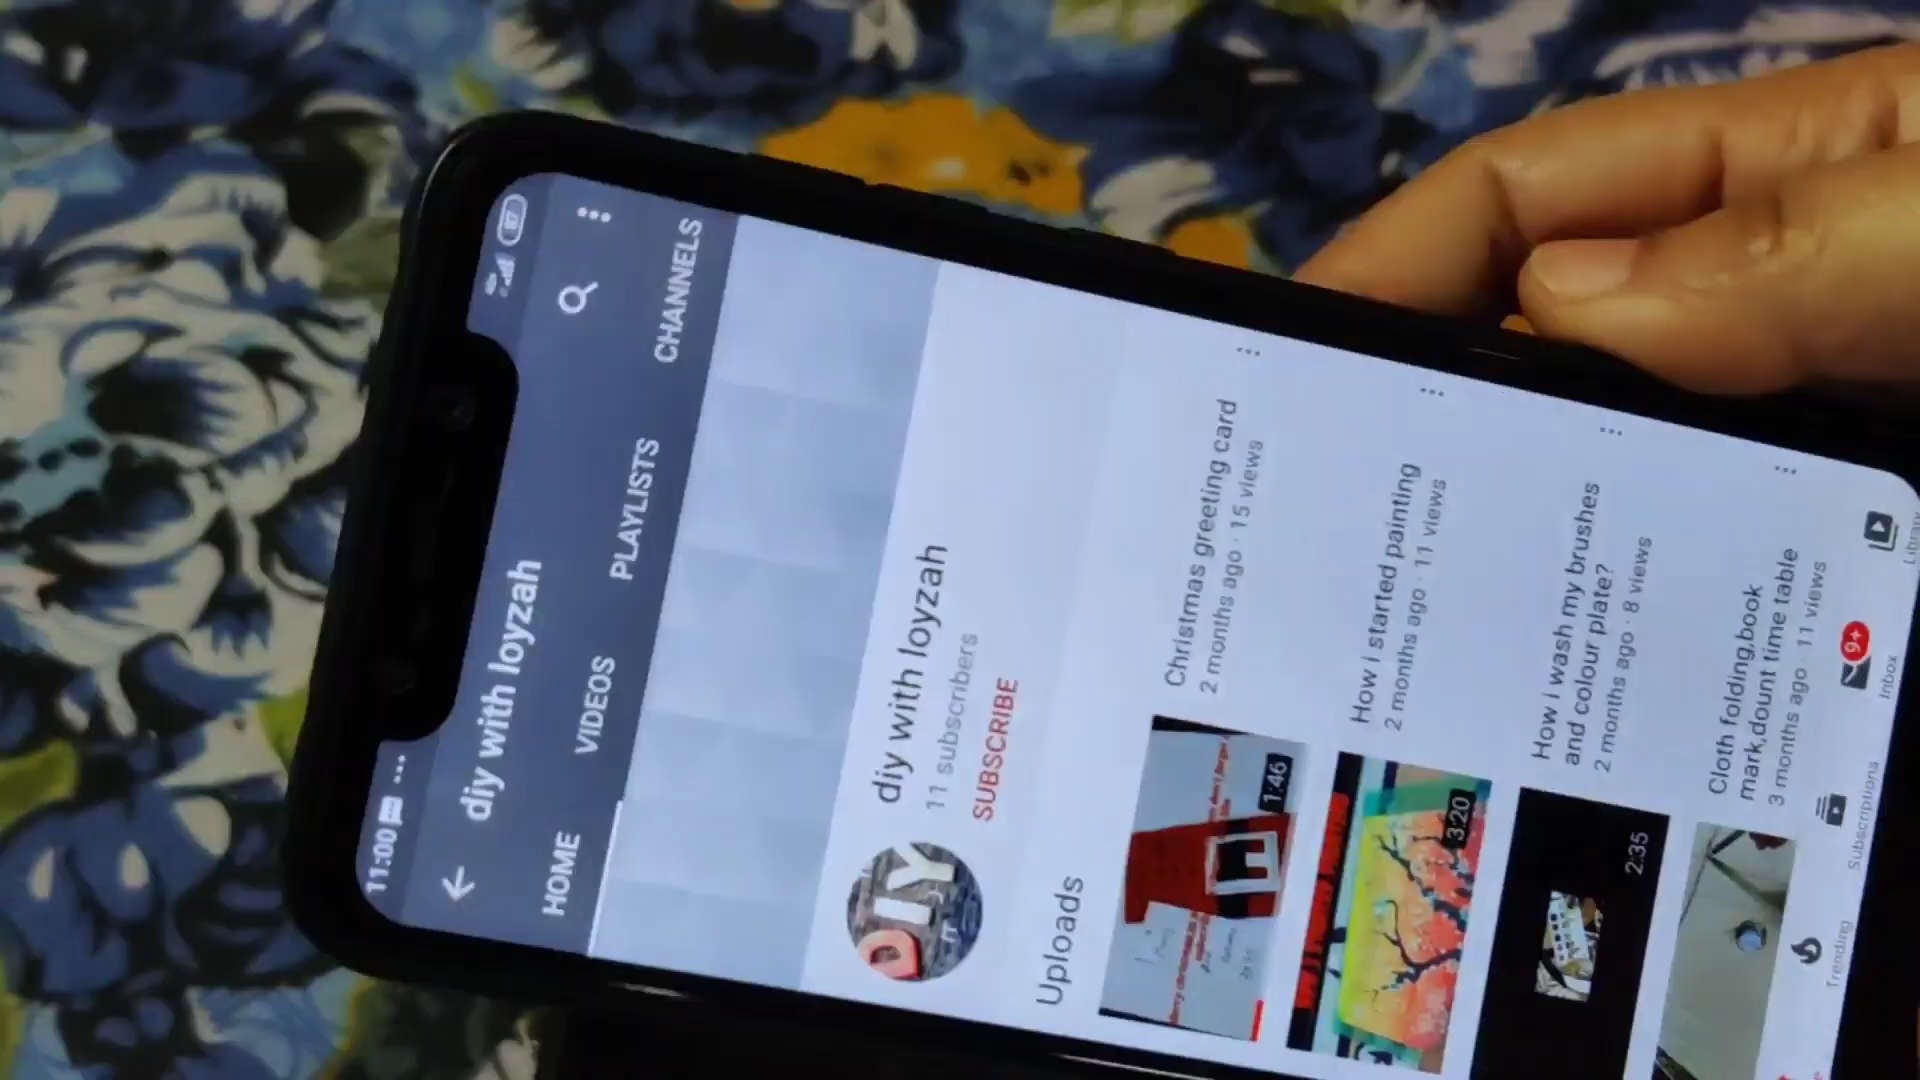 11:00
87
diy with loyzah
HOME VIDEOS PLAYLISTS CHANNELS
DIY
diy with loyzah
11 subscribers
SUBSCRIBE
Uploads
1:46
Christmas greeting card
2 months ago · 15 views
3:20
How i started painting
2 months ago · 11 views
2:35
How i wash my brushes
and colour plate?
2 months ago · 8 views
Cloth folding,book
mark,dount time table
3 months ago · 11 views
Trending
Subscriptions
9+
Inbox
Library